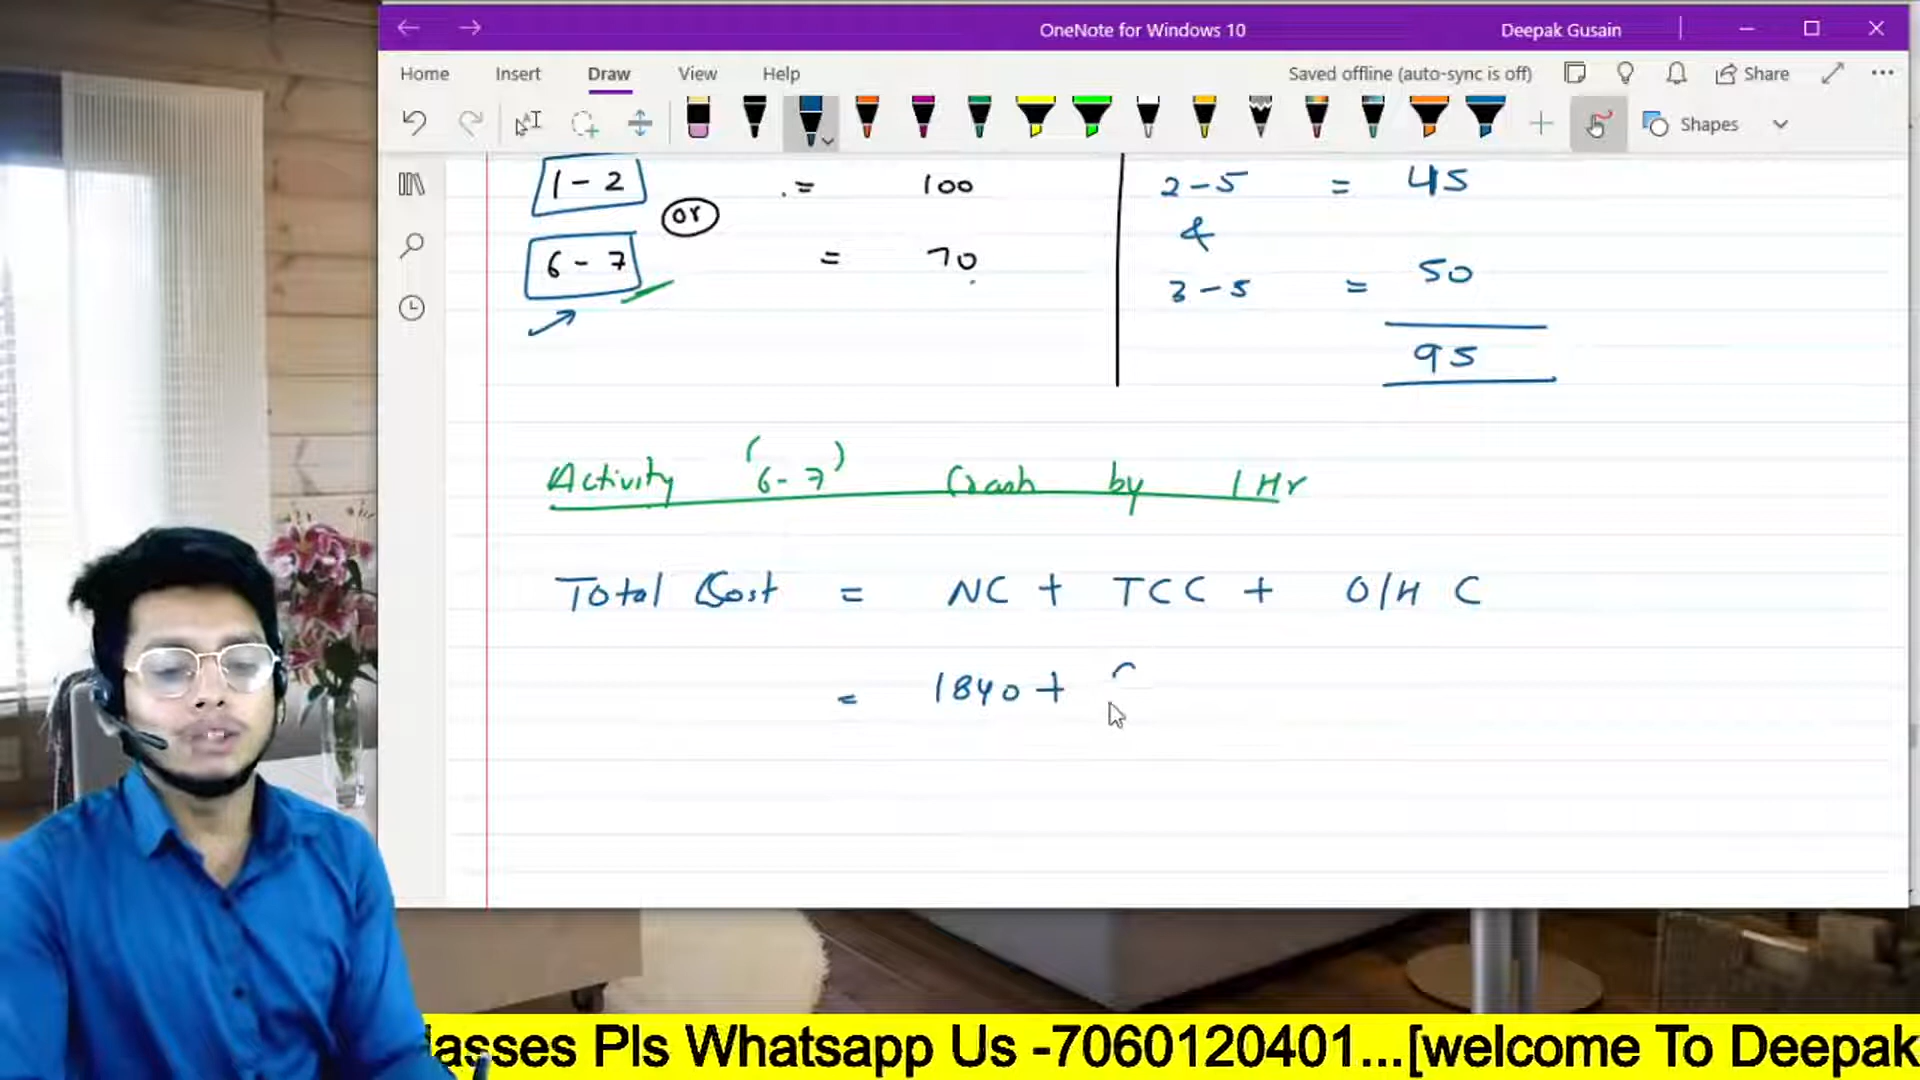 OneNote for Windows 10
Deepak Gusain
Home Insert Draw View Help
Saved offline (auto-sync is off) Share
Shapes
1 - 2 .= 100
or
6 - 7 = 70
2 - 5 = 45
&
3 - 5 = 50
95
Activity (6-7) Crash by 1 Hr
Total Cost = NC + TCC + O/H C
= 1840 +
lasses Pls Whatsapp Us -7060120401...[welcome To Deepak